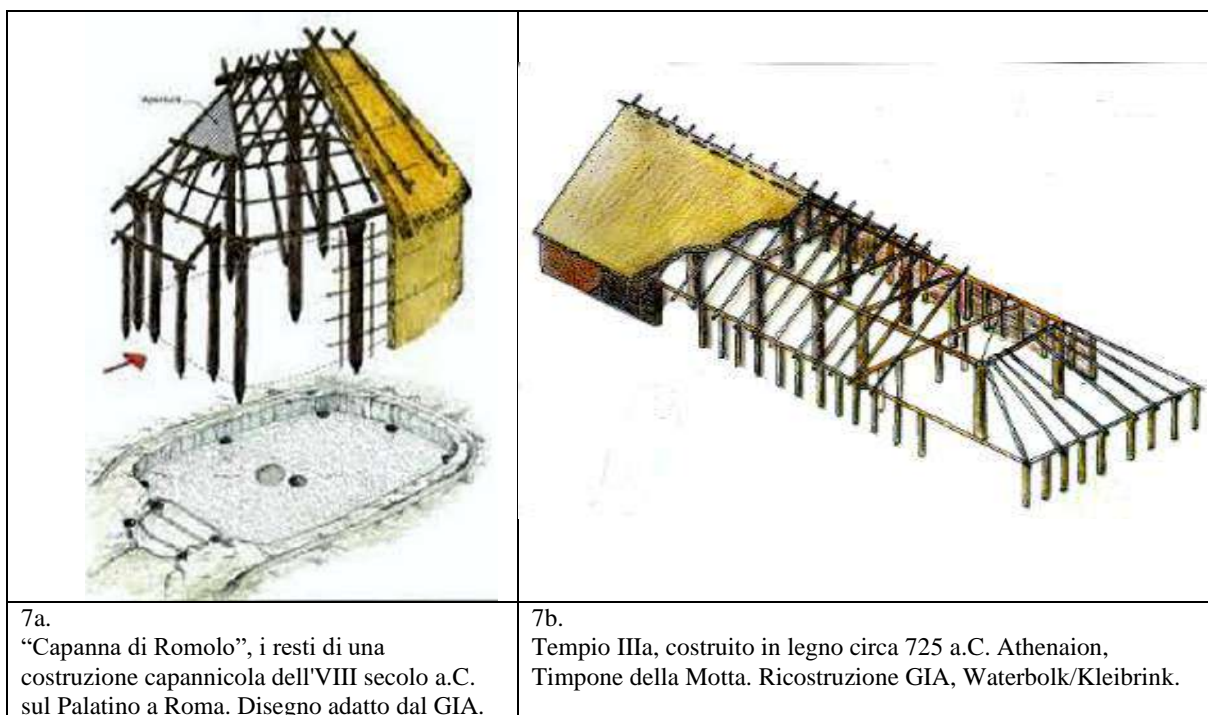 Apertura
7a.
“Capanna di Romolo”, i resti di una
costruzione capannicola dell'VIII secolo a.C.
sul Palatino a Roma. Disegno adatto dal GIA.
7b.
Tempio IIIa, costruito in legno circa 725 a.C. Athenaion,
Timpone della Motta. Ricostruzione GIA, Waterbolk/Kleibrink.